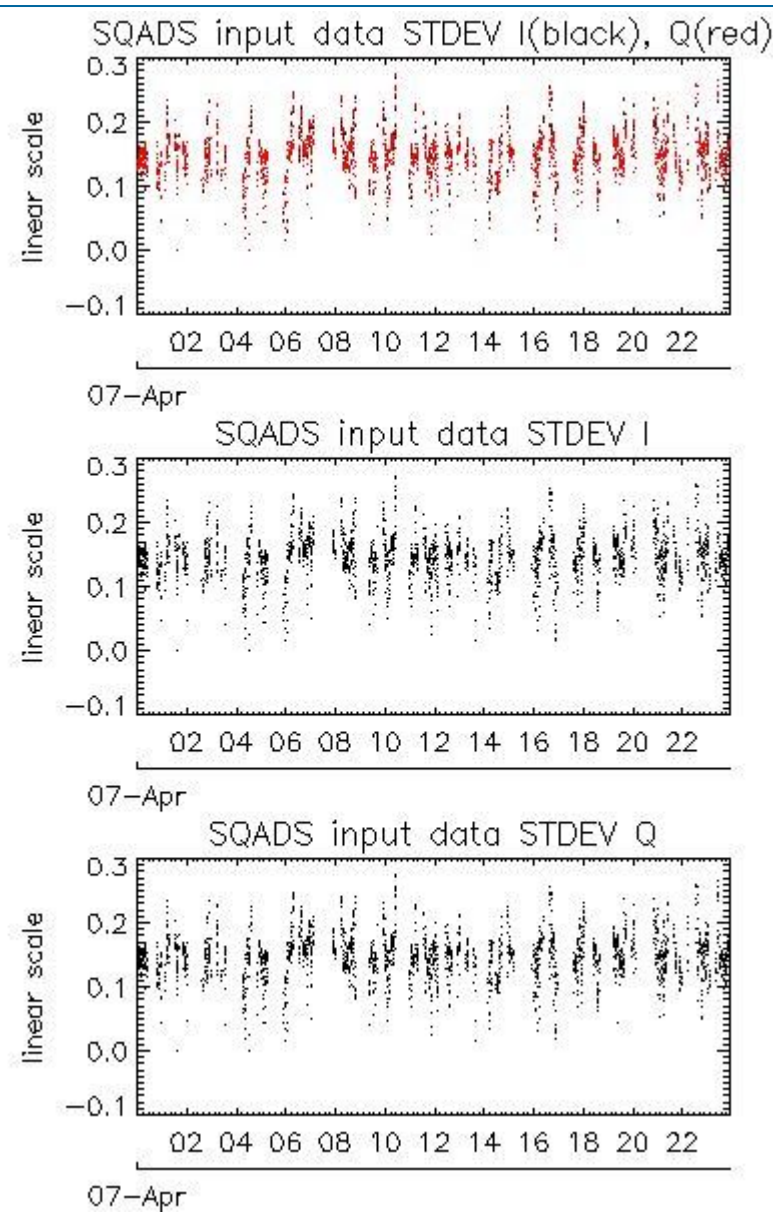 SQADS input data STDEV I(black), Q(red)
0.3
0.2
0.1
0.0
−0.1
linear scale
02 04 06 08 10 12 14 16 18 20 22
07−Apr
SQADS input data STDEV I
0.3
0.2
0.1
0.0
−0.1
linear scale
02 04 06 08 10 12 14 16 18 20 22
07−Apr
SQADS input data STDEV Q
0.3
0.2
0.1
0.0
−0.1
linear scale
02 04 06 08 10 12 14 16 18 20 22
07−Apr